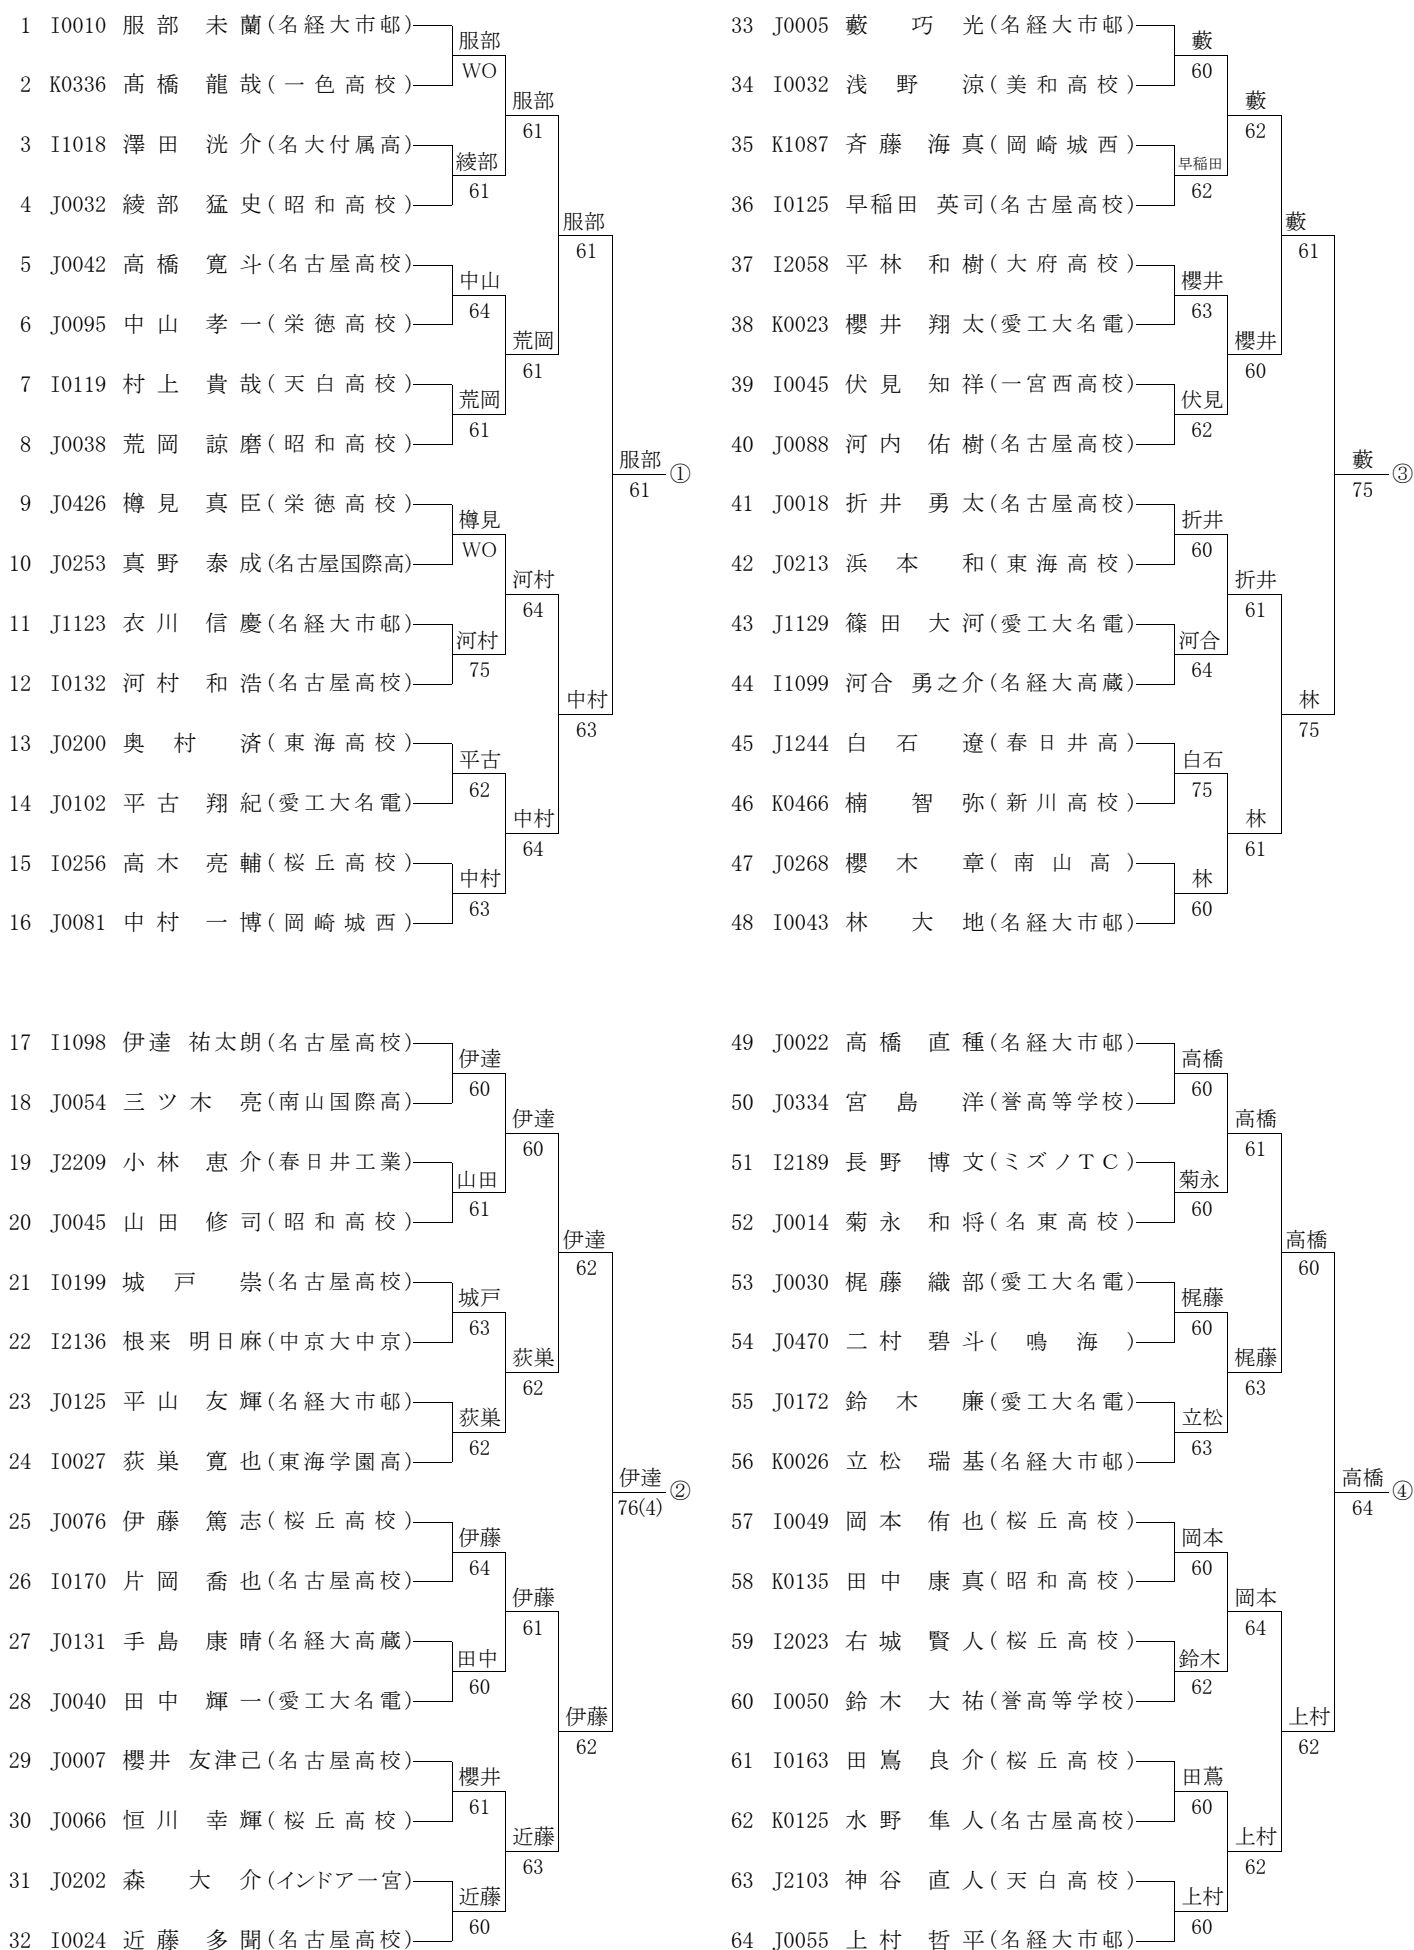 1 I0010 服部 未蘭(名経大市邨)
服部
WO
2 K0336 髙橋 龍哉(一色高校)
服部
61
3 I1018 澤田 洸介(名大付属高)
綾部
61
4 J0032 綾部 猛史(昭和高校)
服部
61
5 J0042 高橋 寛斗(名古屋高校)
中山
64
6 J0095 中山 孝一(栄徳高校)
荒岡
61
7 I0119 村上 貴哉(天白高校)
荒岡
61
8 J0038 荒岡 諒磨(昭和高校)
服部 ①
61
9 J0426 樽見 真臣(栄徳高校)
樽見
WO
10 J0253 真野 泰成(名古屋国際高)
河村
64
11 J1123 衣川 信慶(名経大市邨)
河村
75
12 I0132 河村 和浩(名古屋高校)
中村
63
13 J0200 奥村 済(東海高校)
平古
62
14 J0102 平古 翔紀(愛工大名電)
中村
64
15 I0256 高木 亮輔(桜丘高校)
中村
63
16 J0081 中村 一博(岡崎城西)
17 I1098 伊達 祐太朗(名古屋高校)
伊達
60
18 J0054 三ツ木 亮(南山国際高)
伊達
60
19 J2209 小林 恵介(春日井工業)
山田
61
20 J0045 山田 修司(昭和高校)
伊達
62
21 I0199 城戸 崇(名古屋高校)
城戸
63
22 I2136 根来 明日麻(中京大中京)
荻巣
62
23 J0125 平山 友輝(名経大市邨)
荻巣
62
24 I0027 荻巣 寛也(東海学園高)
伊達 ②
76(4)
25 J0076 伊藤 篤志(桜丘高校)
伊藤
64
26 I0170 片岡 喬也(名古屋高校)
伊藤
61
27 J0131 手島 康晴(名経大高蔵)
田中
60
28 J0040 田中 輝一(愛工大名電)
伊藤
62
29 J0007 櫻井 友津己(名古屋高校)
櫻井
61
30 J0066 恒川 幸輝(桜丘高校)
近藤
63
31 J0202 森 大介(インドアー宮)
近藤
60
32 I0024 近藤 多聞(名古屋高校)
33 J0005 藪 巧光(名経大市邨)
藪
60
34 I0032 浅野 涼(美和高校)
藪
62
35 K1087 斉藤 海真(岡崎城西)
早稲田
62
36 I0125 早稲田 英司(名古屋高校)
藪
61
37 I2058 平林 和樹(大府高校)
櫻井
63
38 K0023 櫻井 翔太(愛工大名電)
櫻井
60
39 I0045 伏見 知祥(一宮西高校)
伏見
62
40 J0088 河内 佑樹(名古屋高校)
藪 ③
75
41 J0018 折井 勇太(名古屋高校)
折井
60
42 J0213 浜本 和(東海高校)
折井
61
43 J1129 篠田 大河(愛工大名電)
河合
64
44 I1099 河合 勇之介(名経大高蔵)
林
75
45 J1244 白石 遼(春日井高)
白石
75
46 K0466 楠 智弥(新川高校)
林
61
47 J0268 櫻木 章(南山高)
林
60
48 I0043 林 大地(名経大市邨)
49 J0022 高橋 直種(名経大市邨)
高橋
60
50 J0334 宮島 洋(誉高等学校)
高橋
61
51 I2189 長野 博文(ミズノTC)
菊永
60
52 J0014 菊永 和将(名東高校)
高橋
60
53 J0030 梶藤 織部(愛工大名電)
梶藤
60
54 J0470 二村 碧斗(鳴海)
梶藤
63
55 J0172 鈴木 廉(愛工大名電)
立松
63
56 K0026 立松 瑞基(名経大市邨)
高橋 ④
64
57 I0049 岡本 侑也(桜丘高校)
岡本
60
58 K0135 田中 康真(昭和高校)
岡本
64
59 I2023 右城 賢人(桜丘高校)
鈴木
62
60 I0050 鈴木 大祐(誉高等学校)
上村
62
61 I0163 田嶌 良介(桜丘高校)
田蔦
60
62 K0125 水野 隼人(名古屋高校)
上村
62
63 J2103 神谷 直人(天白高校)
上村
60
64 J0055 上村 哲平(名経大市邨)